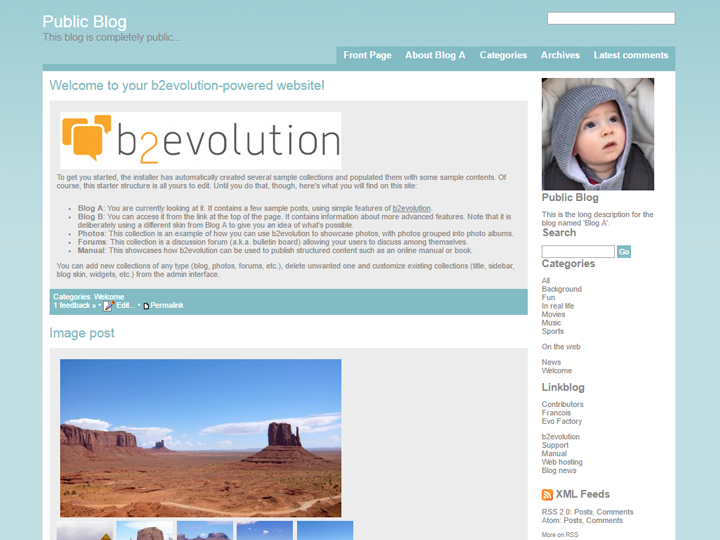 Public Blog
This blog is completely public...
Front Page About Blog A Categories Archives Latest comments
Welcome to your b2evolution-powered website!
b2evolution
To get you started, the installer has automatically created several sample collections and populated them with some sample contents. Of
course, this starter structure is all yours to edit. Until you do that, though, here's what you will find on this site:
• Blog A: You are currently looking at it. It contains a few sample posts, using simple features of b2evolution.
• Blog B: You can access it from the link at the top of the page. It contains information about more advanced features. Note that it is
deliberately using a different skin from Blog A to give you an idea of what's possible.
• Photos: This collection is an example of how you can use b2evolution to showcase photos, with photos grouped into photo albums.
• Forums: This collection is a discussion forum (a.k.a. bulletin board) allowing your users to discuss among themselves.
• Manual: This showcases how b2evolution can be used to publish structured content such as an online manual or book.
You can add new collections of any type (blog, photos, forums, etc.), delete unwanted one and customize existing collections (title, sidebar,
blog skin, widgets, etc.) from the admin interface.
Categories: Welcome
1 feedback » • Edit... • Permalink
Image post
Public Blog
This is the long description for the
blog named 'Blog A'.
Search
Go
Categories
All
Background
Fun
In real life
Movies
Music
Sports
On the web
News
Welcome
Linkblog
Contributors
Francois
Evo Factory
b2evolution
Support
Manual
Web hosting
Blog news
XML Feeds
RSS 2.0: Posts, Comments
Atom: Posts, Comments
More on RSS